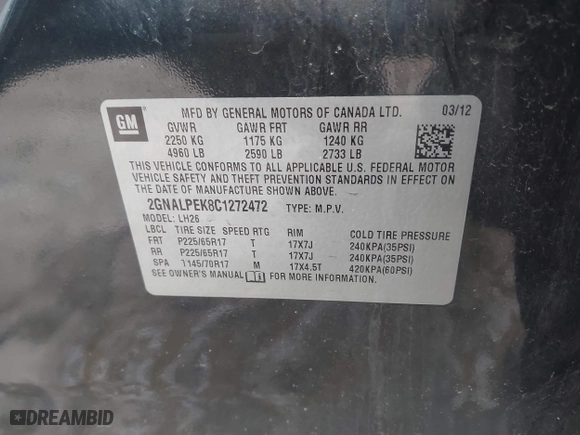 GM
MFD BY GENERAL MOTORS OF CANADA LTD. 03/12
GVWR GAWR FRT GAWR RR
2250 KG 1175 KG 1240 KG
4960 LB 2590 LB 2733 LB
THIS VEHICLE CONFORMS TO ALL APPLICABLE U.S. FEDERAL MOTOR
VEHICLE SAFETY AND THEFT PREVENTION STANDARDS IN EFFECT
ON THE DATE OF MANUFACTURE SHOWN ABOVE.
2GNALPEK8C1272472 TYPE: M.P.V.
MODEL: LH26
LBCL TIRE SIZE SPEED RTG RIM COLD TIRE PRESSURE
FRT P225/65R17 T 17X7J 240KPA(35PSI)
RR P225/65R17 T 17X7J 240KPA(35PSI)
SPA T145/70R17 M 17X4.5T 420KPA(60PSI)
SEE OWNER'S MANUAL FOR MORE INFORMATION.
DREAMBID